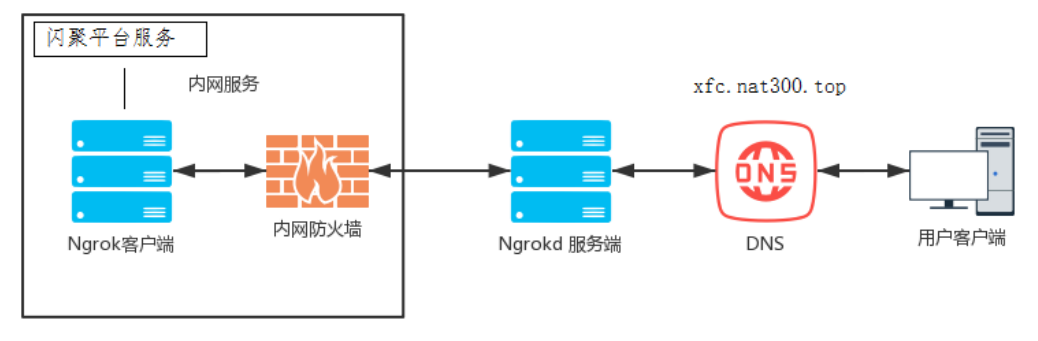 闪聚平台服务
内网服务
xfc.nat300.top
DNS
Ngrok客户端
内网防火墙
Ngrokd 服务端
DNS
用户客户端